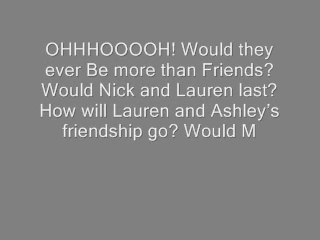 OHHHOOOOH! Would they
ever Be more than Friends?
Would Nick and Lauren last?
How will Lauren and Ashley's
friendship go? Would M